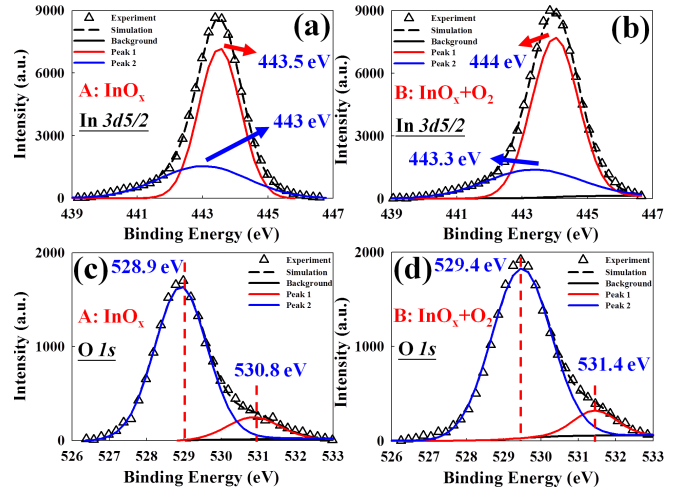 (a)
Intensity (a.u.)
9000
6000
3000
0
Experiment
Simulation
Background
Peak 1
Peak 2
443.5 eV
A: InOx
In 3d5/2
443 eV
439 441 443 445 447
Binding Energy (eV)
(b)
Intensity (a.u.)
9000
6000
3000
0
Experiment
Simulation
Background
Peak 1
Peak 2
444 eV
B: InOx+O2
In 3d5/2
443.3 eV
439 441 443 445 447
Binding Energy (eV)
(c)
Intensity (a.u.)
2000
1000
0
528.9 eV
Experiment
Simulation
Background
Peak 1
Peak 2
A: InOx
O 1s
530.8 eV
526 527 528 529 530 531 532 533
Binding Energy (eV)
(d)
Intensity (a.u.)
2000
1000
0
529.4 eV
Experiment
Simulation
Background
Peak 1
Peak 2
B: InOx+O2
O 1s
531.4 eV
526 527 528 529 530 531 532 533
Binding Energy (eV)